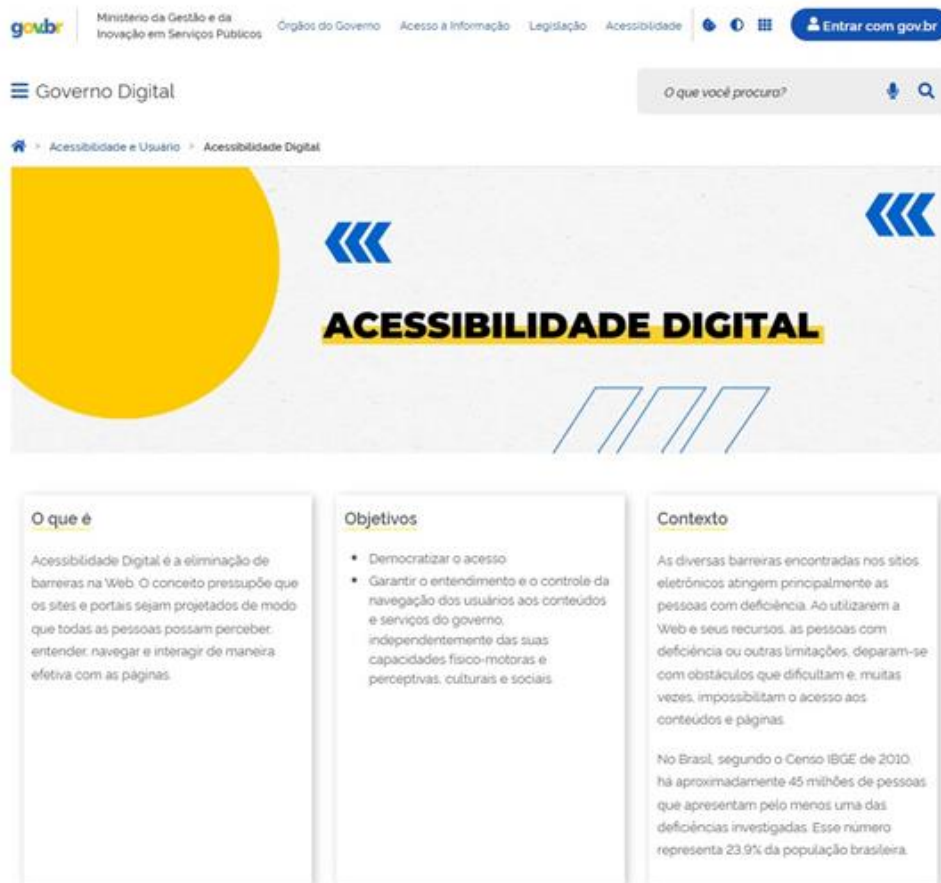 gov.br
Ministério da Gestão e da
Inovação em Serviços Públicos
Órgãos do Governo Acesso à Informação Legislação Acessibilidade Entrar com gov.br
Governo Digital
O que você procura?
> Acessibilidade e Usuário > Acessibilidade Digital
ACESSIBILIDADE DIGITAL
O que é
Acessibilidade Digital é a eliminação de
barreiras na Web. O conceito pressupõe que
os sites e portais sejam projetados de modo
que todas as pessoas possam perceber,
entender, navegar e interagir de maneira
efetiva com as páginas.
Objetivos
• Democratizar o acesso
• Garantir o entendimento e o controle da
navegação dos usuários aos conteúdos
e serviços do governo,
independentemente das suas
capacidades físico-motoras e
perceptivas, culturais e sociais
Contexto
As diversas barreiras encontradas nos sítios
eletrônicos atingem principalmente as
pessoas com deficiência. Ao utilizarem a
Web e seus recursos, as pessoas com
deficiência ou outras limitações, deparam-se
com obstáculos que dificultam e, muitas
vezes, impossibilitam o acesso aos
conteúdos e páginas.
No Brasil, segundo o Censo IBGE de 2010,
há aproximadamente 45 milhões de pessoas
que apresentam pelo menos uma das
deficiências investigadas. Esse número
representa 23,9% da população brasileira.